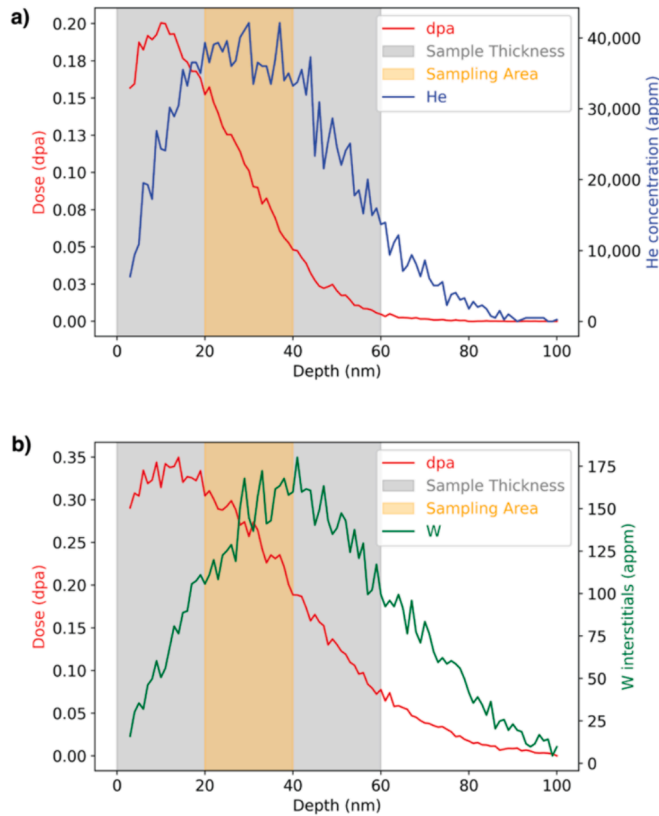 a)
0.20
0.18
0.15
0.13
0.10
0.08
0.05
0.03
0.00
Dose (dpa)
dpa
Sample Thickness
Sampling Area
He
40,000
30,000
20,000
10,000
0
He concentration (appm)
0 20 40 60 80 100
Depth (nm)
b)
0.35
0.30
0.25
0.20
0.15
0.10
0.05
0.00
Dose (dpa)
dpa
Sample Thickness
Sampling Area
W
175
150
125
100
75
50
25
0
W interstitials (appm)
0 20 40 60 80 100
Depth (nm)